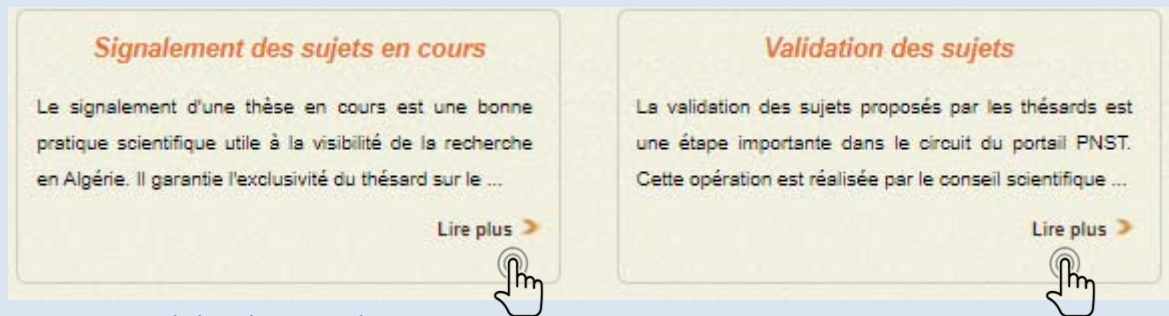 Signalement des sujets en cours
Le signalement d'une thèse en cours est une bonne
pratique scientifique utile à la visibilité de la recherche
en Algérie. Il garantie l'exclusivité du thésard sur le ...
Lire plus
Validation des sujets
La validation des sujets proposés par les thésards est
une étape importante dans le circuit du portail PNST.
Cette opération est réalisée par le conseil scientifique ...
Lire plus